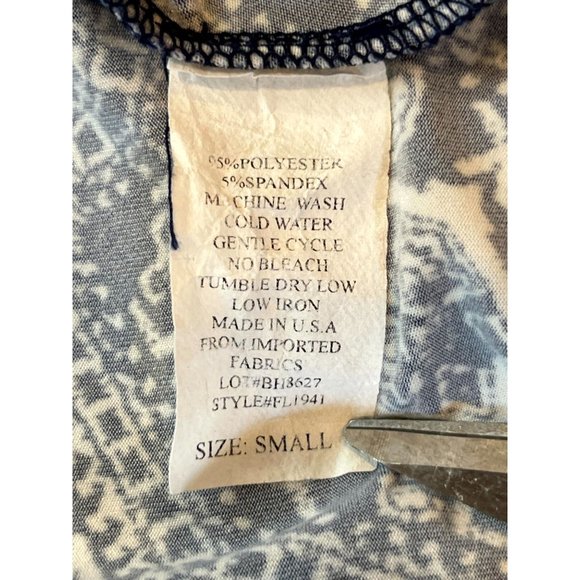 95%POLYESTER
5%SPANDEX
MACHINE WASH
COLD WATER
GENTLE CYCLE
NO BLEACH
TUMBLE DRY LOW
LOW IRON
MADE IN U.S.A
FROM IMPORTED
FABRICS
LOT#BH8627
STYLE#FL1941
SIZE: SMALL